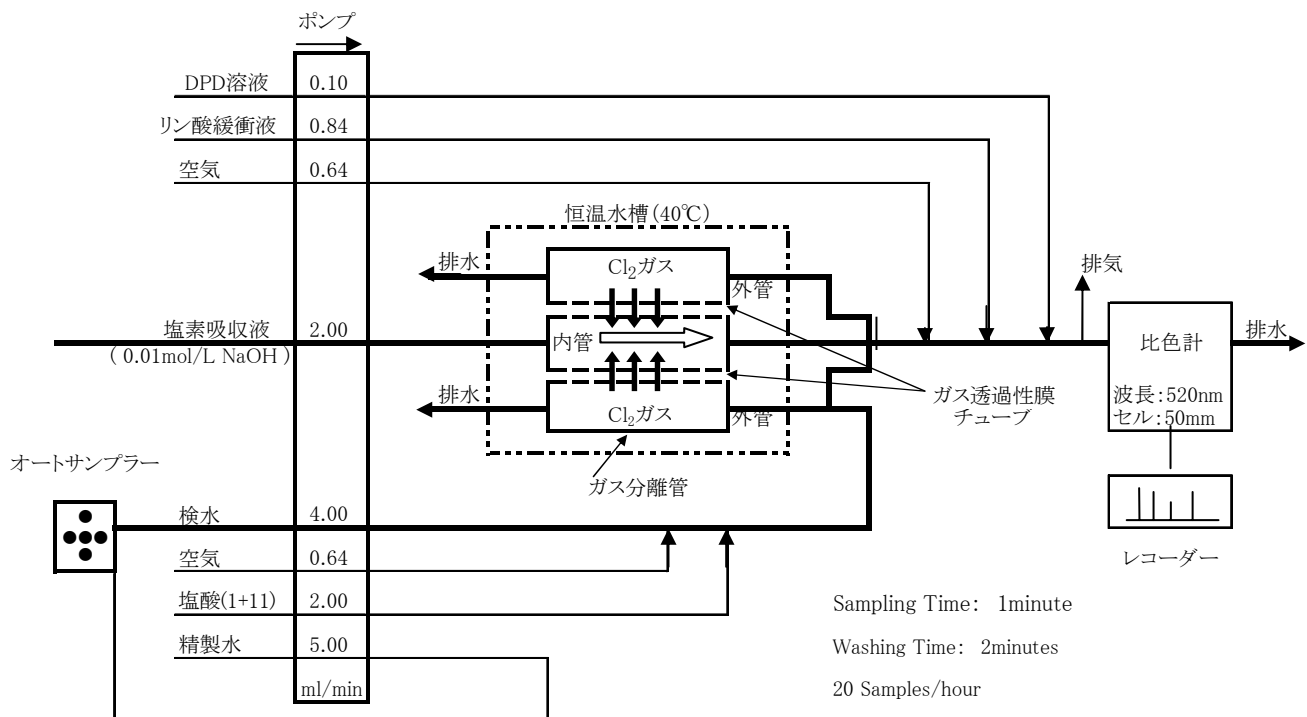 ポンプ
DPD溶液 0.10
リン酸緩衝液 0.84
空気 0.64
恒温水槽(40℃)
排水
Cl2ガス
外管
排気
塩素吸収液 2.00
(0.01mol/L NaOH)
内管
比色計
排水
波長:520nm
セル:50mm
排水
Cl2ガス
外管
ガス透過性膜
チューブ
ガス分離管
オートサンプラー
検水 4.00
空気 0.64
塩酸(1+11) 2.00
精製水 5.00
ml/min
レコーダー
Sampling Time: 1minute
Washing Time: 2minutes
20 Samples/hour